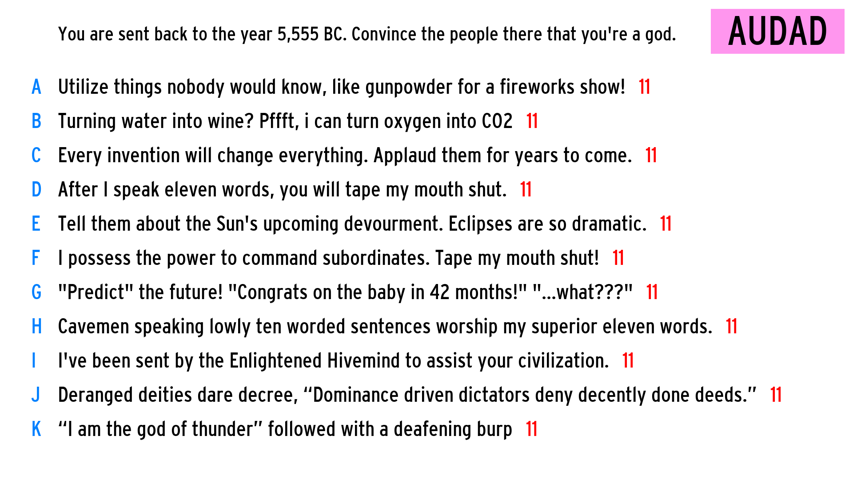 You are sent back to the year 5,555 BC. Convince the people there that you're a god.
AUDAD
A Utilize things nobody would know, like gunpowder for a fireworks show! 11
B Turning water into wine? Pffft, i can turn oxygen into CO2 11
C Every invention will change everything. Applaud them for years to come. 11
D After I speak eleven words, you will tape my mouth shut. 11
E Tell them about the Sun's upcoming devourment. Eclipses are so dramatic. 11
F I possess the power to command subordinates. Tape my mouth shut! 11
G "Predict" the future! "Congrats on the baby in 42 months!" "...what???" 11
H Cavemen speaking lowly ten worded sentences worship my superior eleven words. 11
I I've been sent by the Enlightened Hivemind to assist your civilization. 11
J Deranged deities dare decree, “Dominance driven dictators deny decently done deeds.” 11
K “I am the god of thunder” followed with a deafening burp 11